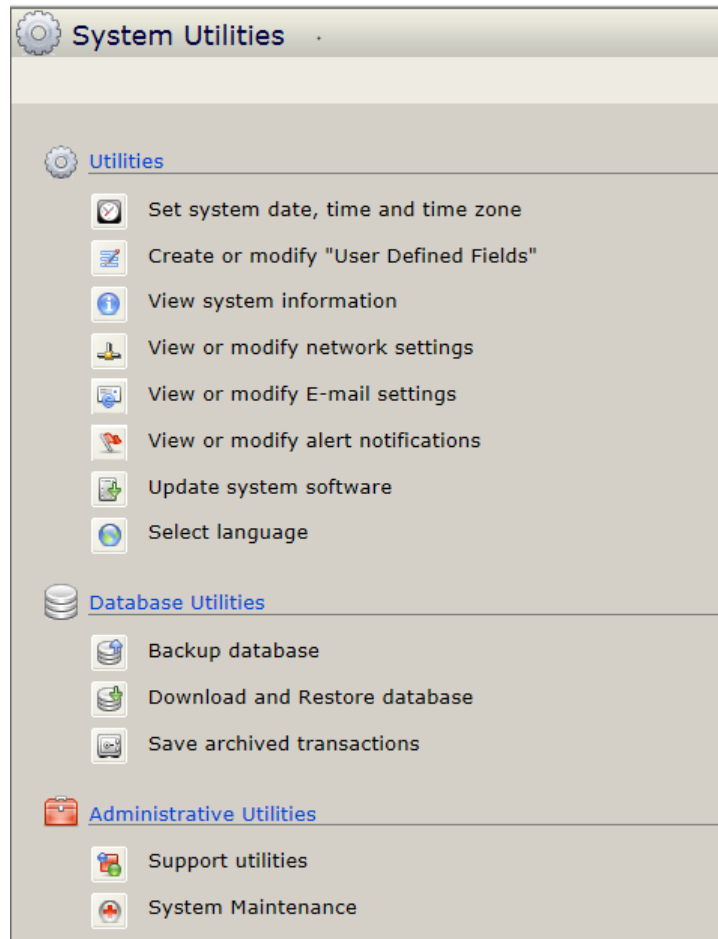 System Utilities
Utilities
Set system date, time and time zone
Create or modify "User Defined Fields"
View system information
View or modify network settings
View or modify E-mail settings
View or modify alert notifications
Update system software
Select language
Database Utilities
Backup database
Download and Restore database
Save archived transactions
Administrative Utilities
Support utilities
System Maintenance